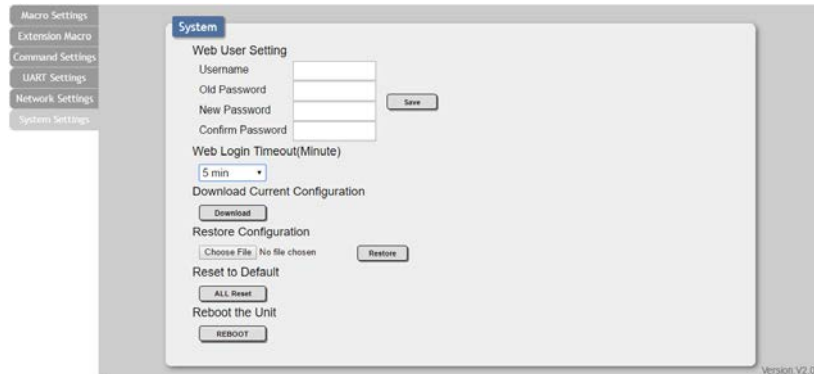 Macro Settings
Extension Macro
Command Settings
UART Settings
Network Settings
System Settings
System
Web User Setting
Username
Old Password
New Password
Confirm Password
Save
Web Login Timeout(Minute)
5 min
Download Current Configuration
Download
Restore Configuration
Choose File No file chosen Restore
Reset to Default
ALL Reset
Reboot the Unit
REBOOT
Version:V2.0